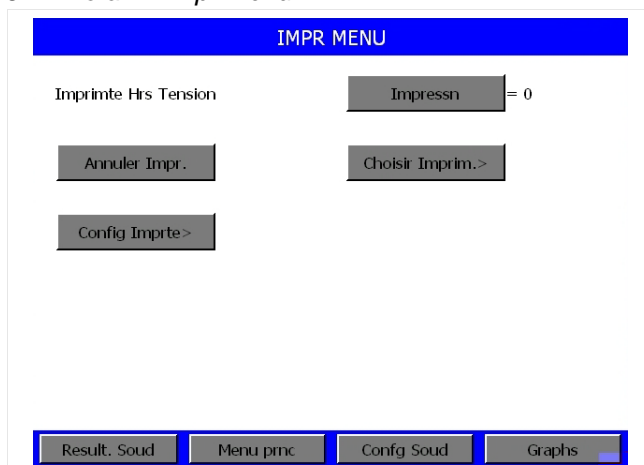 IMPR MENU
Imprimte Hrs Tension
Impressn = 0
Annuler Impr.
Choisir Imprim.>
Config Imprte>
Result. Soud
Menu prnc
Confg Soud
Graphs